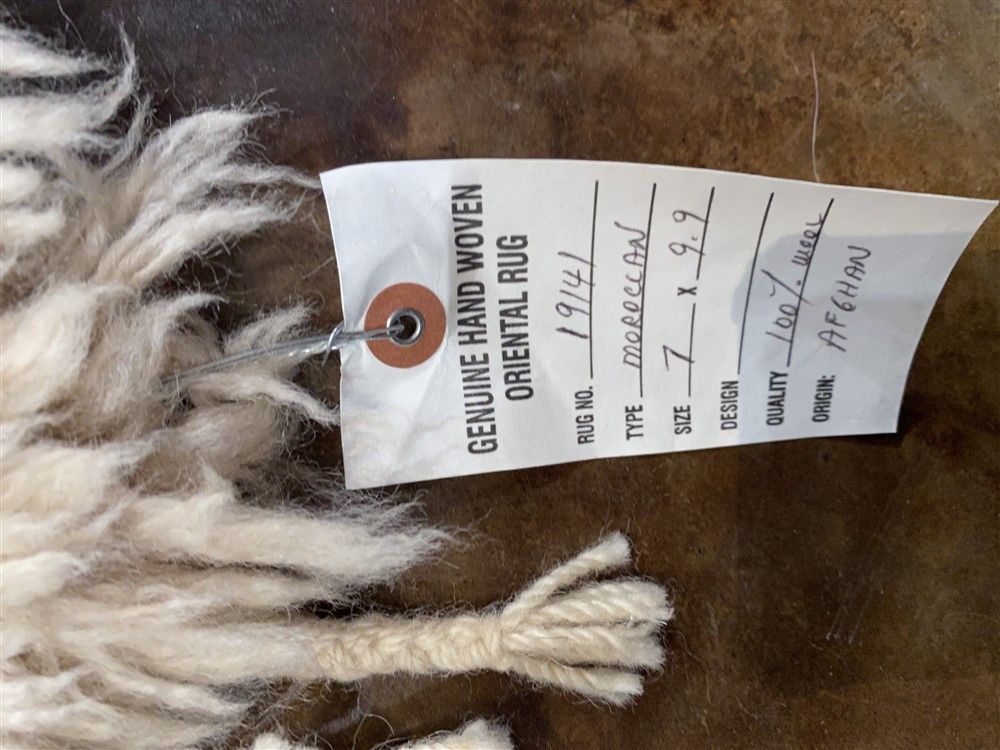 GENUINE HAND WOVEN
ORIENTAL RUG
RUG NO. 19141
TYPE MOROCCAN
SIZE 7 X 9.9
DESIGN
QUALITY 100% WOOL
ORIGIN: AFGHAN